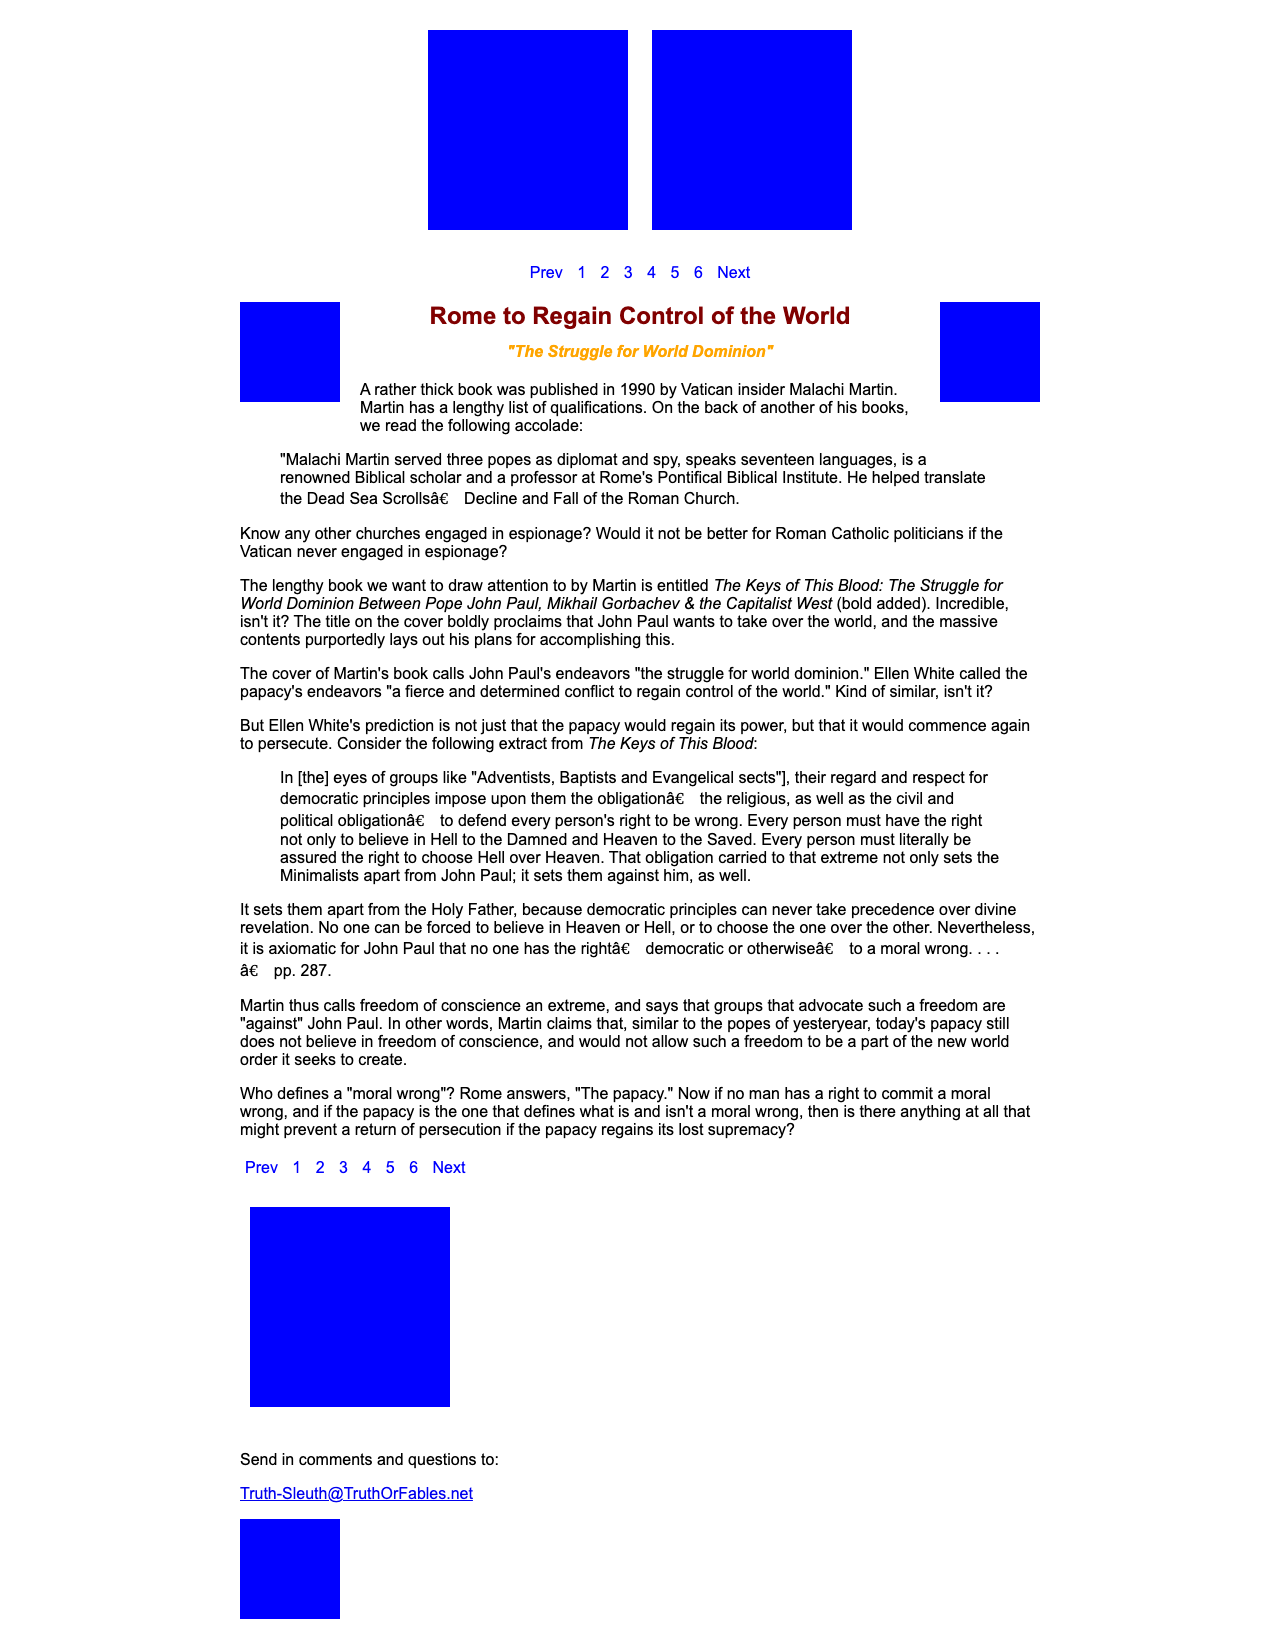 Prev 1 2 3 4 5 6 Next
Rome to Regain Control of the World
"The Struggle for World Dominion"
A rather thick book was published in 1990 by Vatican insider Malachi Martin.
Martin has a lengthy list of qualifications. On the back of another of his books,
we read the following accolade:
"Malachi Martin served three popes as diplomat and spy, speaks seventeen languages, is a
renowned Biblical scholar and a professor at Rome's Pontifical Biblical Institute. He helped translate
the Dead Sea Scrollsâ€ Decline and Fall of the Roman Church.
Know any other churches engaged in espionage? Would it not be better for Roman Catholic politicians if the
Vatican never engaged in espionage?
The lengthy book we want to draw attention to by Martin is entitled The Keys of This Blood: The Struggle for
World Dominion Between Pope John Paul, Mikhail Gorbachev & the Capitalist West (bold added). Incredible,
isn't it? The title on the cover boldly proclaims that John Paul wants to take over the world, and the massive
contents purportedly lays out his plans for accomplishing this.
The cover of Martin's book calls John Paul's endeavors "the struggle for world dominion." Ellen White called the
papacy's endeavors "a fierce and determined conflict to regain control of the world." Kind of similar, isn't it?
But Ellen White's prediction is not just that the papacy would regain its power, but that it would commence again
to persecute. Consider the following extract from The Keys of This Blood:
In [the] eyes of groups like "Adventists, Baptists and Evangelical sects"], their regard and respect for
democratic principles impose upon them the obligationâ€ the religious, as well as the civil and
political obligationâ€ to defend every person's right to be wrong. Every person must have the right
not only to believe in Hell to the Damned and Heaven to the Saved. Every person must literally be
assured the right to choose Hell over Heaven. That obligation carried to that extreme not only sets the
Minimalists apart from John Paul; it sets them against him, as well.
It sets them apart from the Holy Father, because democratic principles can never take precedence over divine
revelation. No one can be forced to believe in Heaven or Hell, or to choose the one over the other. Nevertheless,
it is axiomatic for John Paul that no one has the rightâ€ democratic or otherwiseâ€ to a moral wrong. . . .
â€ pp. 287.
Martin thus calls freedom of conscience an extreme, and says that groups that advocate such a freedom are
"against" John Paul. In other words, Martin claims that, similar to the popes of yesteryear, today's papacy still
does not believe in freedom of conscience, and would not allow such a freedom to be a part of the new world
order it seeks to create.
Who defines a "moral wrong"? Rome answers, "The papacy." Now if no man has a right to commit a moral
wrong, and if the papacy is the one that defines what is and isn't a moral wrong, then is there anything at all that
might prevent a return of persecution if the papacy regains its lost supremacy?
Prev 1 2 3 4 5 6 Next
Send in comments and questions to:
Truth-Sleuth@TruthOrFables.net